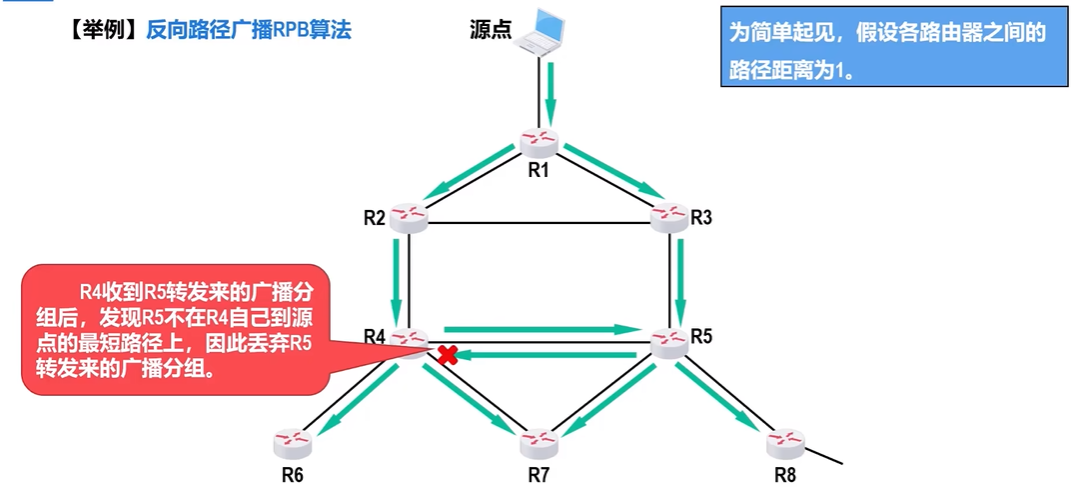 【举例】反向路径广播RPB算法
源点
为简单起见，假设各路由器之间的
路径距离为1。
R1
R2
R3
R4收到R5转发来的广播分
组后，发现R5不在R4自己到源
点的最短路径上，因此丢弃R5
转发来的广播分组。
R4
R5
R6
R7
R8